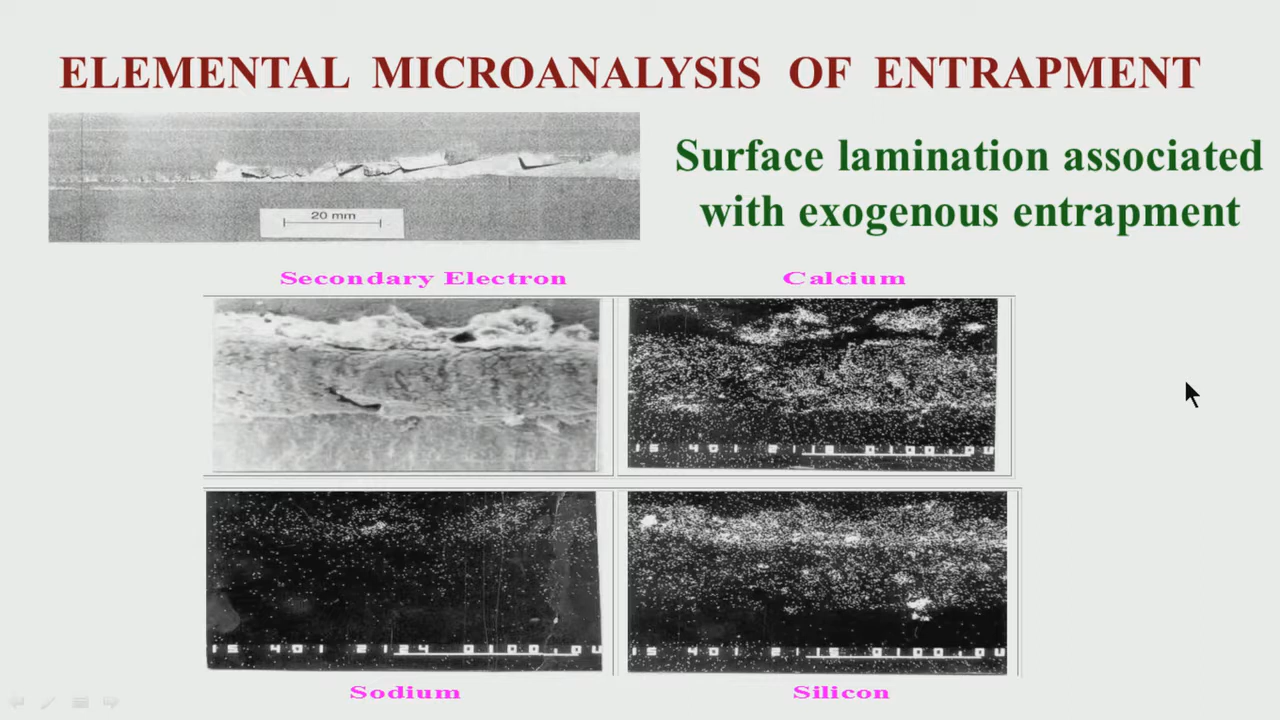 ELEMENTAL MICROANALYSIS OF ENTRAPMENT
Surface lamination associated
with exogenous entrapment
20 mm
Secondary Electron
Calcium
Sodium
Silicon